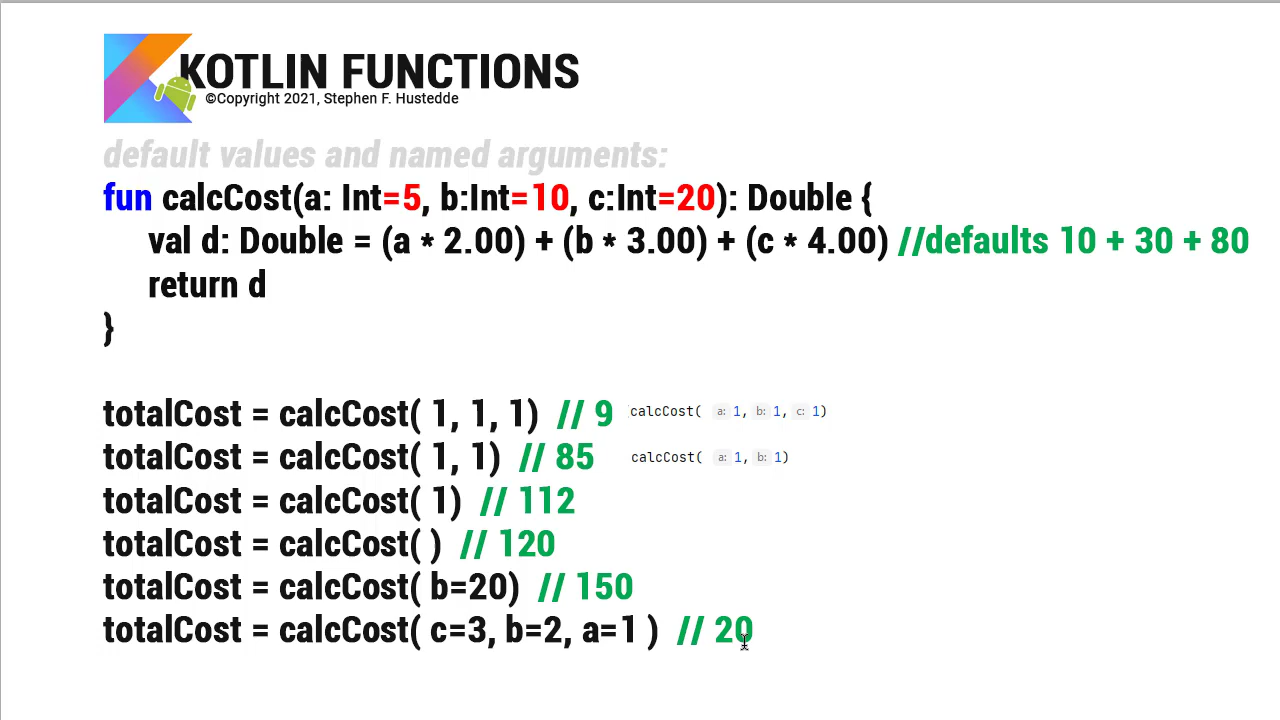 KOTLIN FUNCTIONS
©Copyright 2021, Stephen F. Hustedde
default values and named arguments:
fun calcCost(a: Int=5, b:Int=10, c:Int=20): Double {
val d: Double = (a * 2.00) + (b * 3.00) + (c * 4.00) //defaults 10 + 30 + 80
return d
}
totalCost = calcCost( 1, 1, 1) // 9 calcCost( a: 1, b: 1, c: 1)
totalCost = calcCost( 1, 1) // 85 calcCost( a: 1, b: 1)
totalCost = calcCost( 1) // 112
totalCost = calcCost( ) // 120
totalCost = calcCost( b=20) // 150
totalCost = calcCost( c=3, b=2, a=1 ) // 20